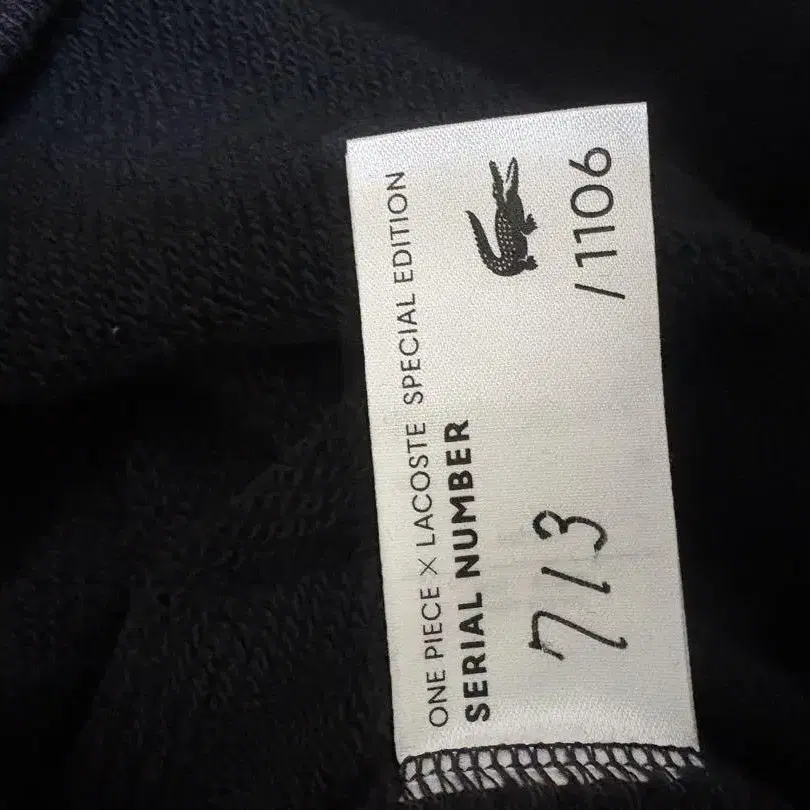 ONE PIECE X LACOSTE SPECIAL EDITION
SERIAL NUMBER
713 /1106